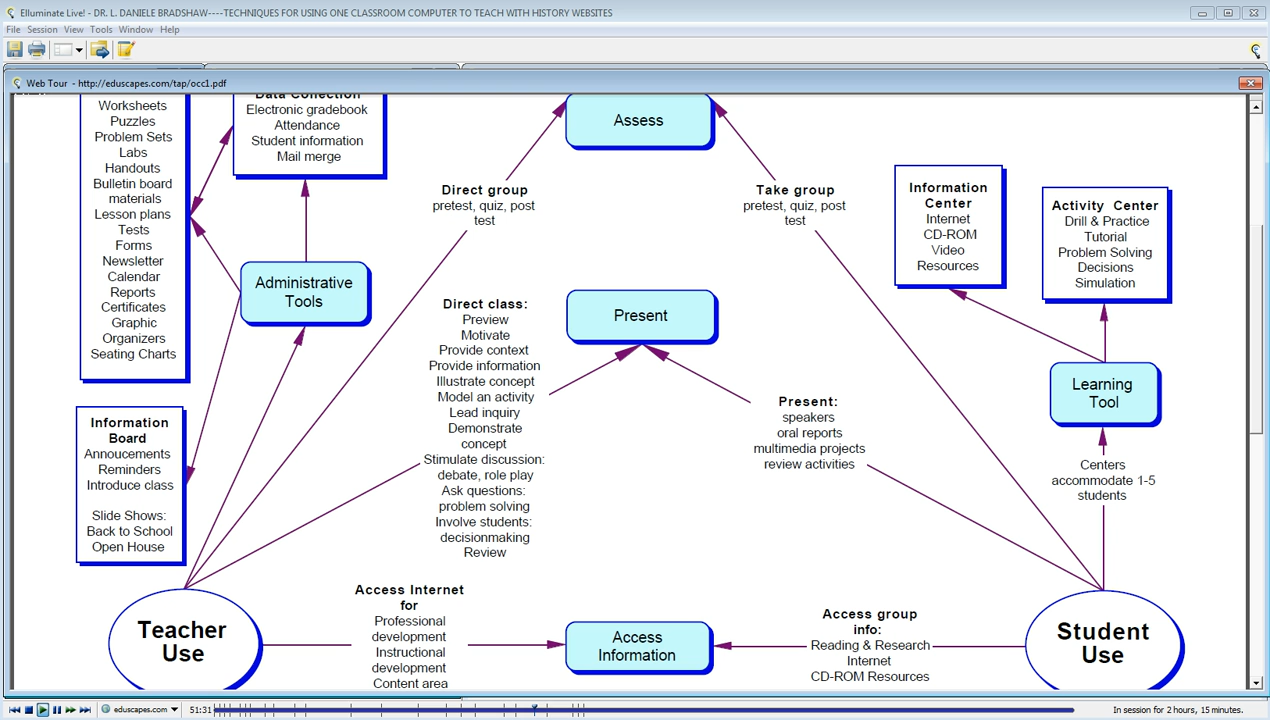 Elluminate Live! - DR. L. DANIELE BRADSHAW----TECHNIQUES FOR USING ONE CLASSROOM COMPUTER TO TEACH WITH HISTORY WEBSITES
File Session View Tools Window Help
Web Tour - http://eduscapes.com/tap/occ1.pdf
Worksheets
Puzzles
Problem Sets
Labs
Handouts
Bulletin board
materials
Lesson plans
Tests
Forms
Newsletter
Calendar
Reports
Certificates
Graphic
Organizers
Seating Charts
Data Collection
Electronic gradebook
Attendance
Student information
Mail merge
Administrative
Tools
Information
Board
Annoucements
Reminders
Introduce class
Slide Shows:
Back to School
Open House
Assess
Direct group
pretest, quiz, post
test
Take group
pretest, quiz, post
test
Direct class:
Preview
Motivate
Provide context
Provide information
Illustrate concept
Model an activity
Lead inquiry
Demonstrate
concept
Stimulate discussion:
debate, role play
Ask questions:
problem solving
Involve students:
decisionmaking
Review
Present
Present:
speakers
oral reports
multimedia projects
review activities
Information
Center
Internet
CD-ROM
Video
Resources
Activity Center
Drill & Practice
Tutorial
Problem Solving
Decisions
Simulation
Learning
Tool
Centers
accommodate 1-5
students
Teacher
Use
Access Internet
for
Professional
development
Instructional
development
Content area
Access
Information
Access group
info:
Reading & Research
Internet
CD-ROM Resources
Student
Use
eduscapes.com
51:31
In session for 2 hours, 15 minutes.